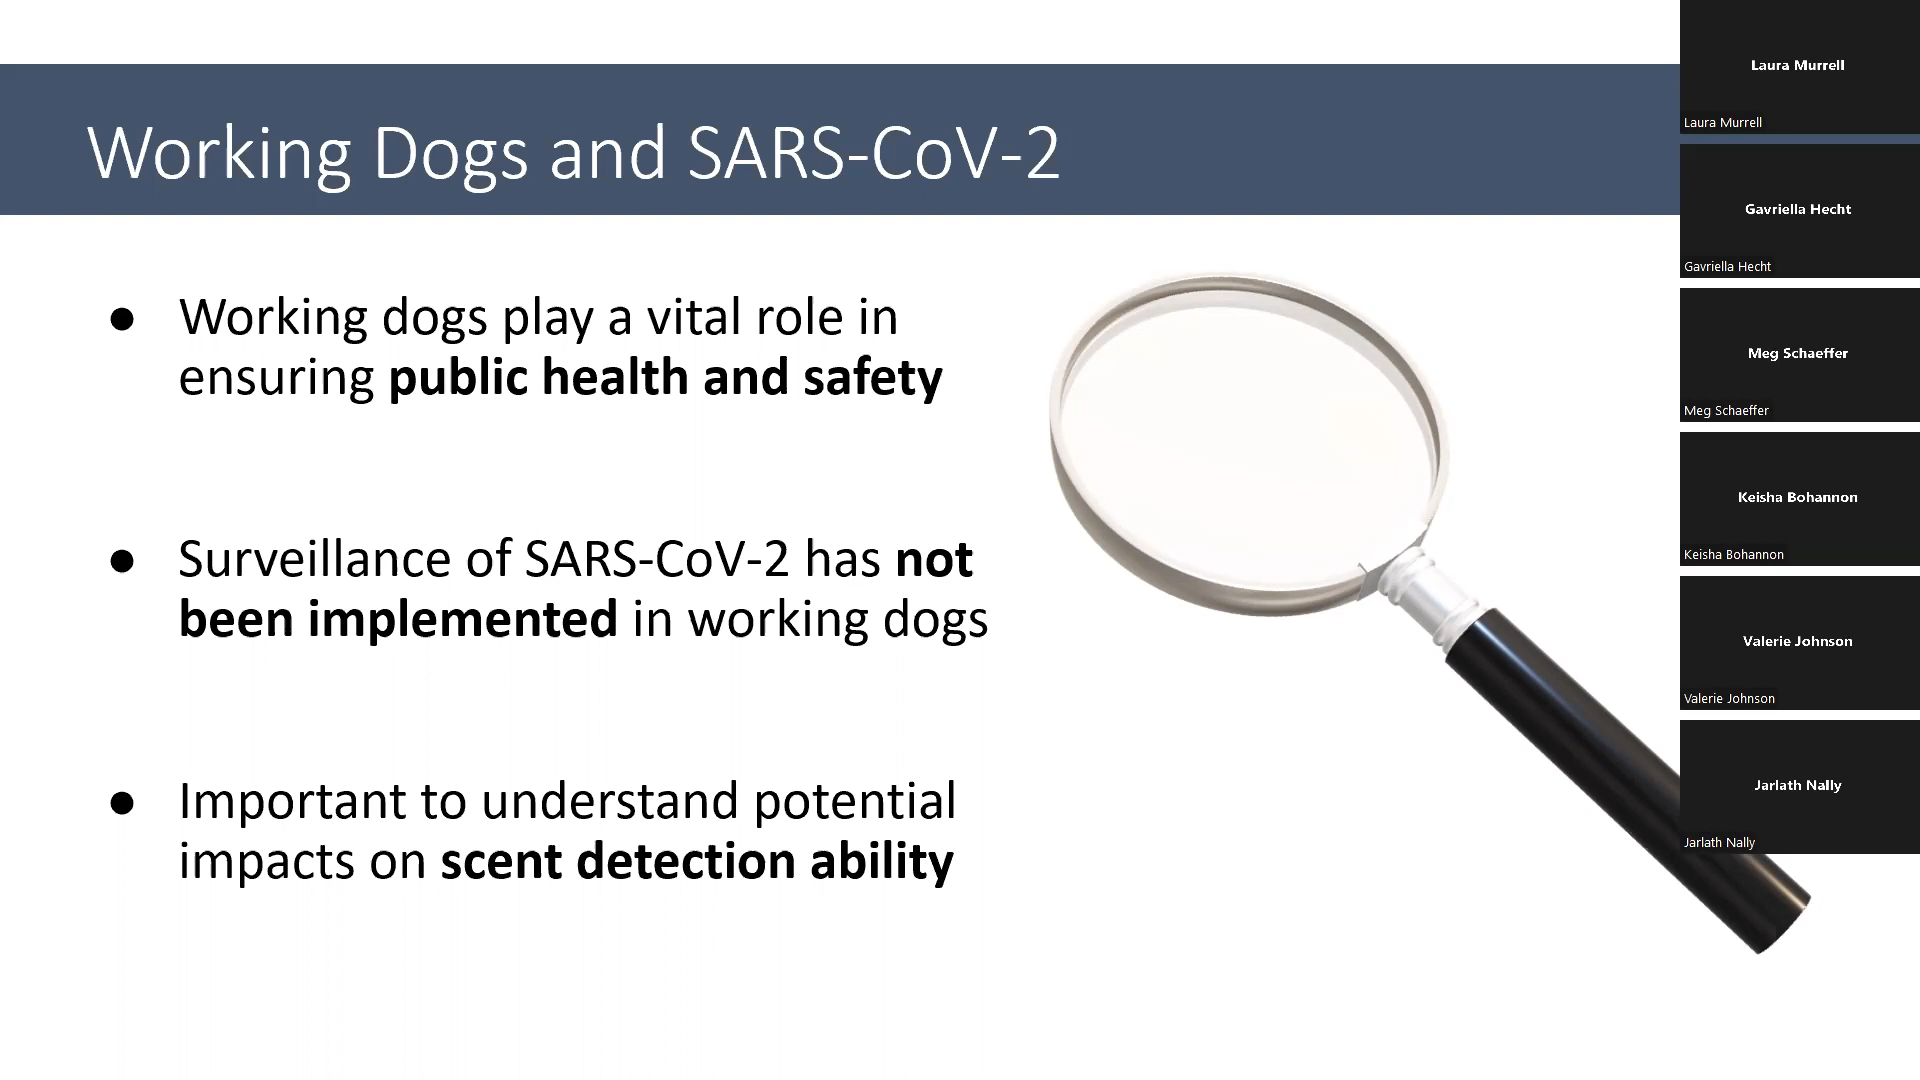 Working Dogs and SARS-CoV-2
● Working dogs play a vital role in
ensuring public health and safety
● Surveillance of SARS-CoV-2 has not
been implemented in working dogs
● Important to understand potential
impacts on scent detection ability
Laura Murrell
Laura Murrell
Gavriella Hecht
Gavriella Hecht
Meg Schaeffer
Meg Schaeffer
Keisha Bohannon
Keisha Bohannon
Valerie Johnson
Valerie Johnson
Jarlath Nally
Jarlath Nally